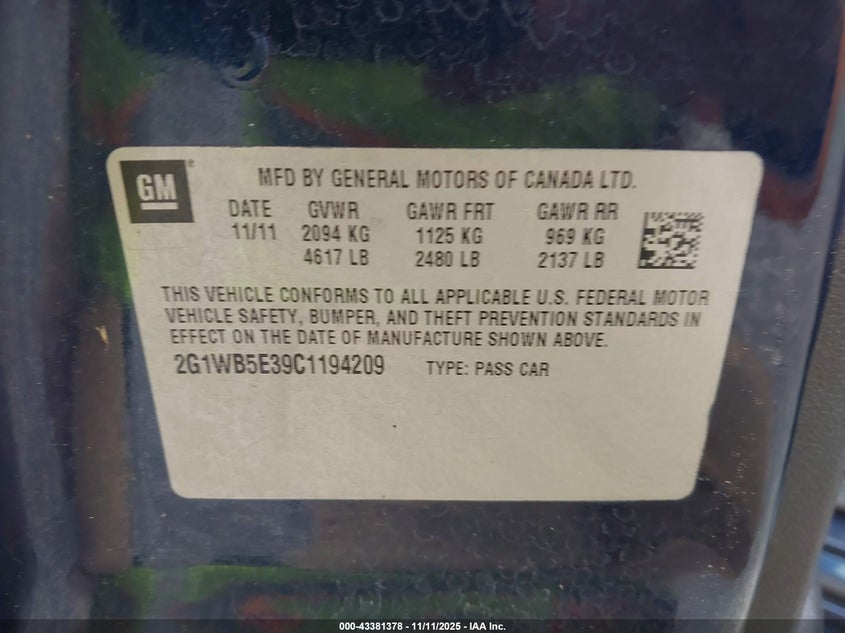 GM ®
MFD BY GENERAL MOTORS OF CANADA LTD.
DATE GVWR GAWR FRT GAWR RR
11/11 2094 KG 1125 KG 969 KG
4617 LB 2480 LB 2137 LB
THIS VEHICLE CONFORMS TO ALL APPLICABLE U.S. FEDERAL MOTOR
VEHICLE SAFETY, BUMPER, AND THEFT PREVENTION STANDARDS IN
EFFECT ON THE DATE OF MANUFACTURE SHOWN ABOVE.
2G1WB5E39C1194209 TYPE: PASS CAR
000-43381378 - 11/11/2025 - IAA Inc.